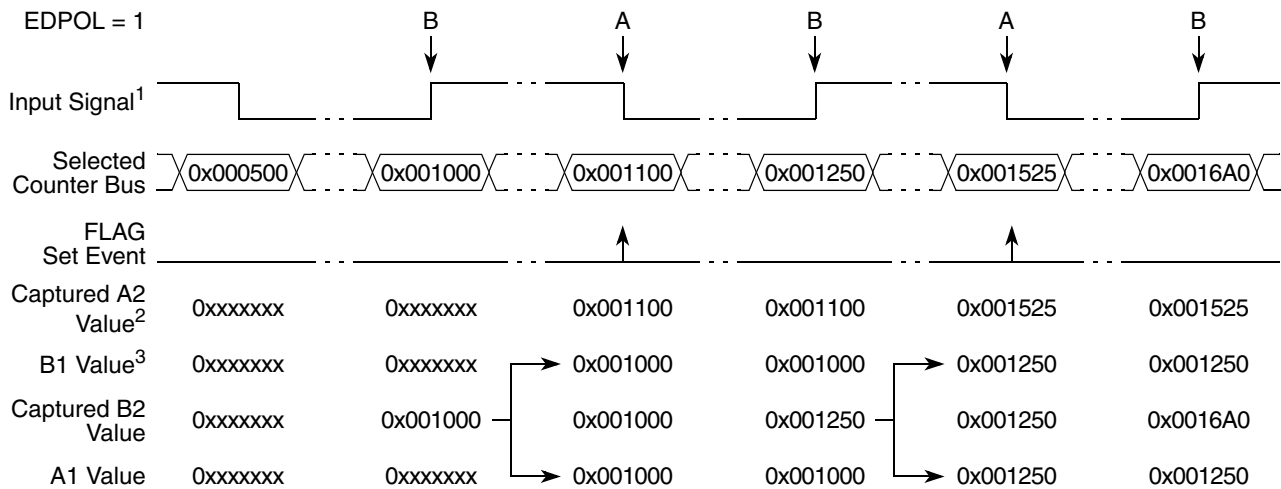 EDPOL = 1 B A B A B
Input Signal1
Selected
Counter Bus 0x000500 0x001000 0x001100 0x001250 0x001525 0x0016A0
FLAG
Set Event
Captured A2
Value2 0xxxxxxx 0xxxxxxx 0x001100 0x001100 0x001525 0x001525
B1 Value3 0xxxxxxx 0xxxxxxx 0x001000 0x001000 0x001250 0x001250
Captured B2
Value 0xxxxxxx 0x001000 0x001000 0x001250 0x001250 0x0016A0
A1 Value 0xxxxxxx 0xxxxxxx 0x001000 0x001000 0x001250 0x001250